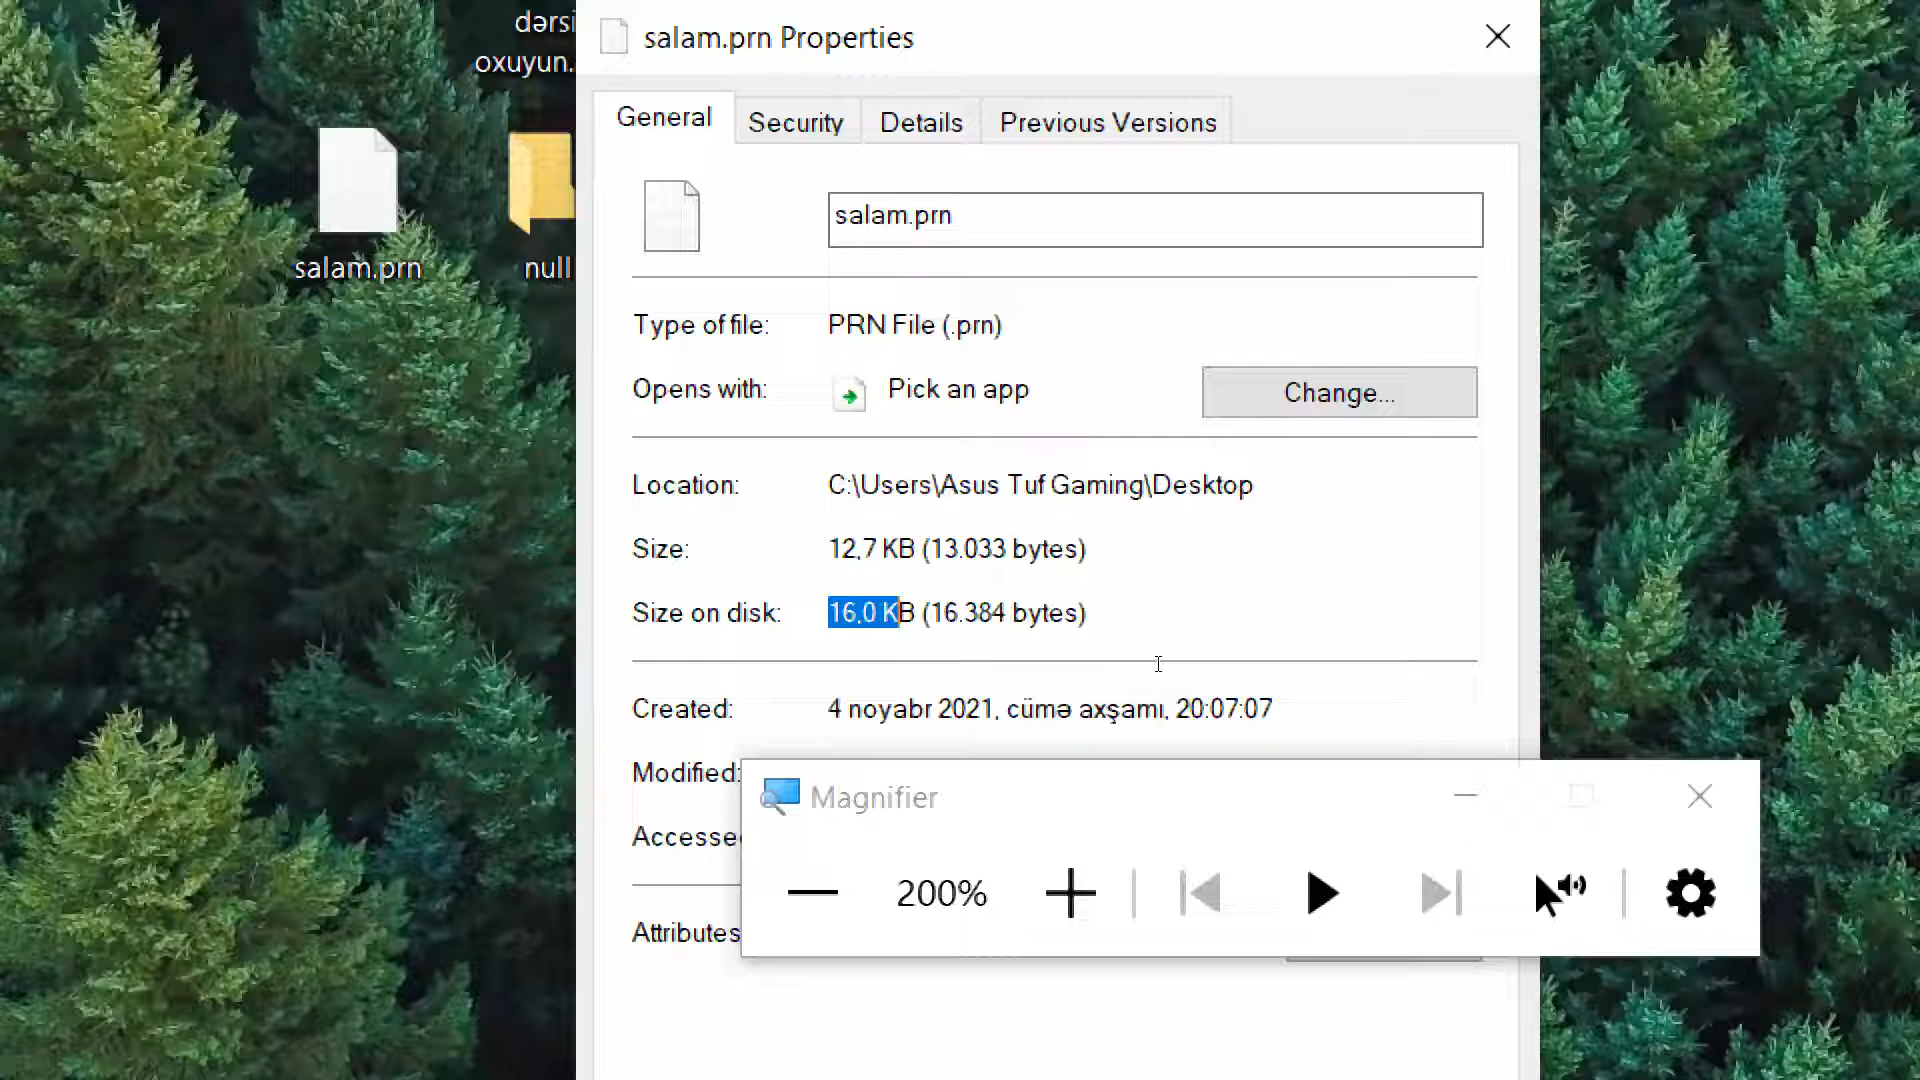 dərsi
oxuyun.
salam.prn
null
salam.prn Properties
General
Security
Details
Previous Versions
salam.prn
Type of file:
PRN File (.prn)
Opens with:
Pick an app
Change...
Location:
C:\Users\Asus Tuf Gaming\Desktop
Size:
12,7 KB (13.033 bytes)
Size on disk:
16,0 KB (16.384 bytes)
Created:
4 noyabr 2021, cümə axşamı, 20:07:07
Modified:
Magnifier
Accessed
200%
Attributes